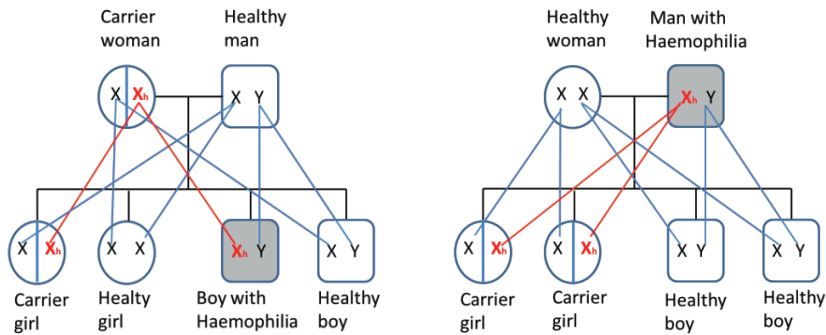 Carrier
woman
Healthy
man
X Xh
X Y
X Xh
X X
Xh Y
X Y
Carrier
girl
Healty
girl
Boy with
Haemophilia
Healthy
boy
Healthy
woman
Man with
Haemophilia
X X
Xh Y
X Xh
X Xh
X Y
X Y
Carrier
girl
Carrier
girl
Healthy
boy
Healthy
boy